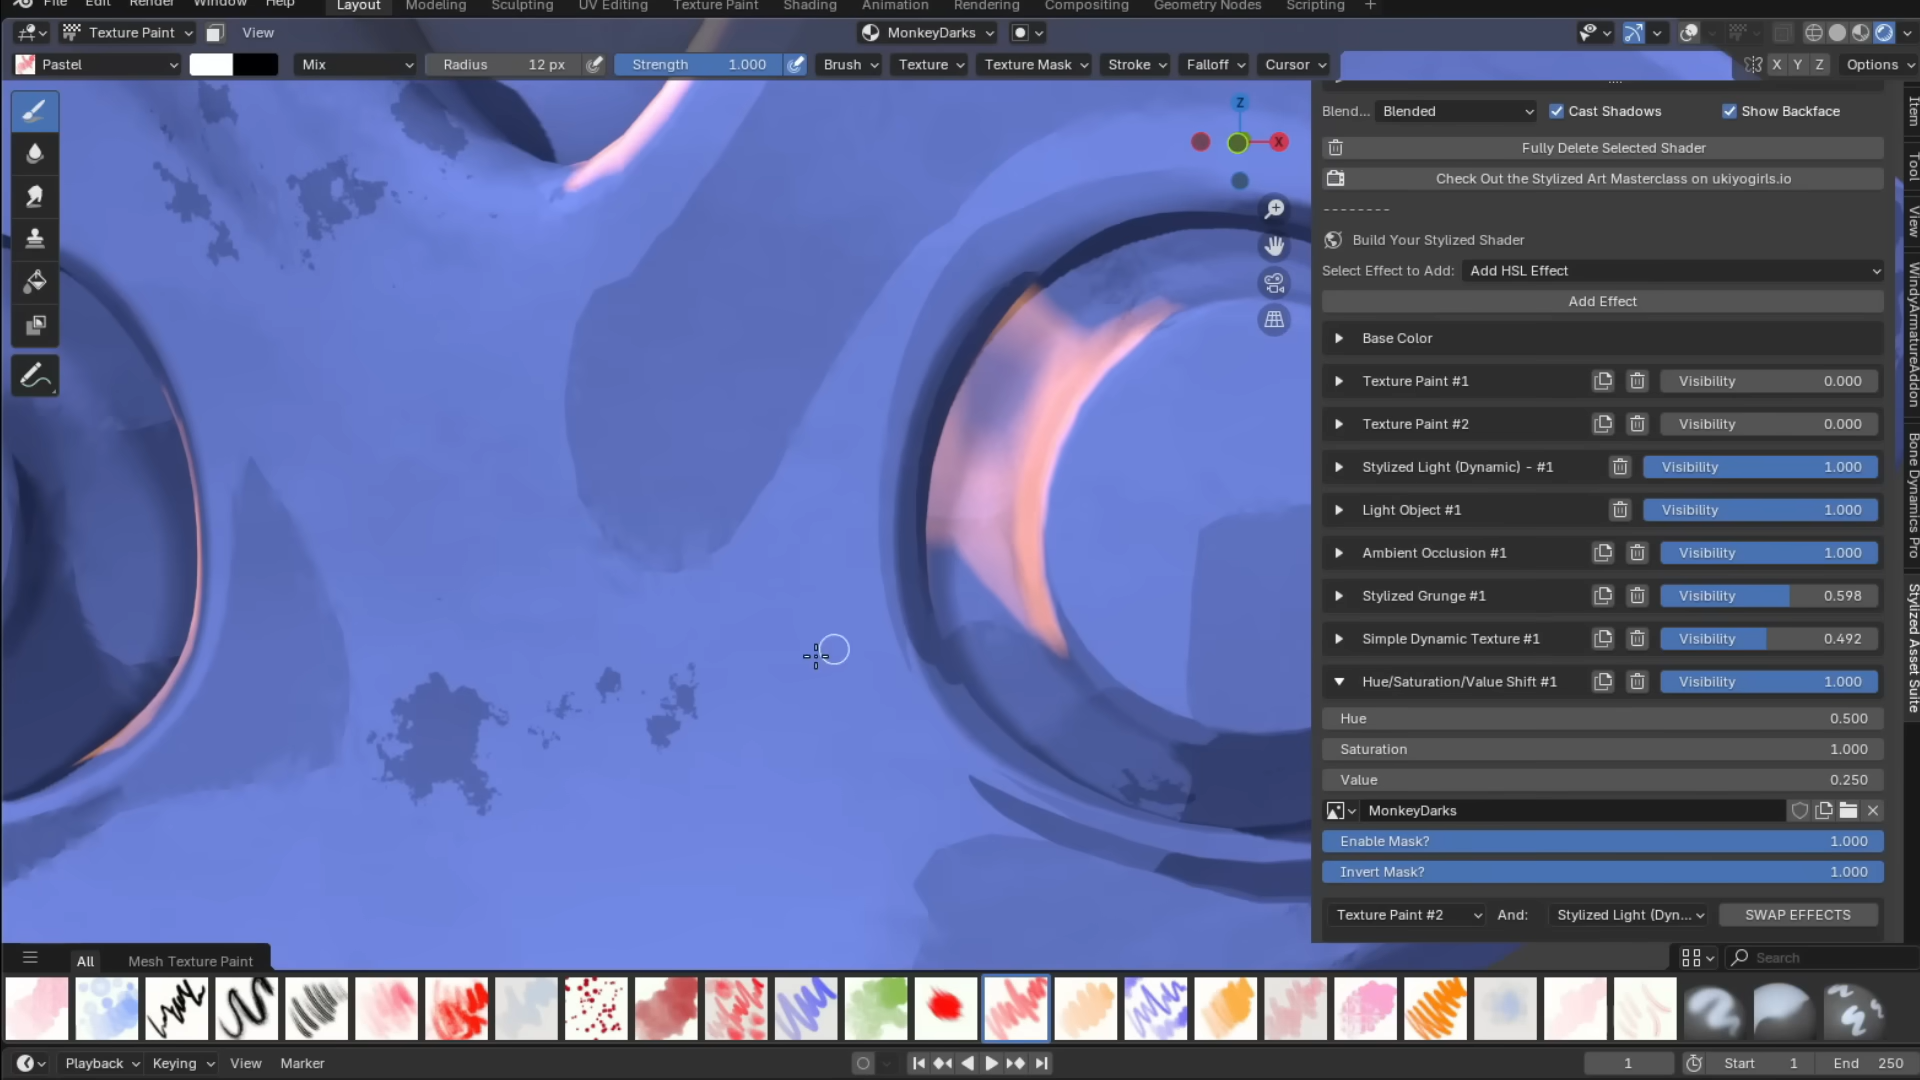 File Edit Render Window Help Layout Modeling Sculpting UV Editing Texture Paint Shading Animation Rendering Compositing Geometry Nodes Scripting +
Texture Paint View MonkeyDarks
Pastel Mix Radius 12 px Strength 1.000 Brush Texture Texture Mask Stroke Falloff Cursor X Y Z Options
Z
X
Blend... Blended Cast Shadows Show Backface
Fully Delete Selected Shader
Check Out the Stylized Art Masterclass on ukiyogirls.io
--------
Build Your Stylized Shader
Select Effect to Add: Add HSL Effect
Add Effect
Base Color
Texture Paint #1 Visibility 0.000
Texture Paint #2 Visibility 0.000
Stylized Light (Dynamic) - #1 Visibility 1.000
Light Object #1 Visibility 1.000
Ambient Occlusion #1 Visibility 1.000
Stylized Grunge #1 Visibility 0.598
Simple Dynamic Texture #1 Visibility 0.492
Hue/Saturation/Value Shift #1 Visibility 1.000
Hue 0.500
Saturation 1.000
Value 0.250
MonkeyDarks
Enable Mask? 1.000
Invert Mask? 1.000
Texture Paint #2 And: Stylized Light (Dyn... SWAP EFFECTS
Item
Tool
View
WindyArmatureAddon
Bone Dynamics Pro
Stylized Asset Suite
All Mesh Texture Paint Search
Playback Keying View Marker 1 Start 1 End 250